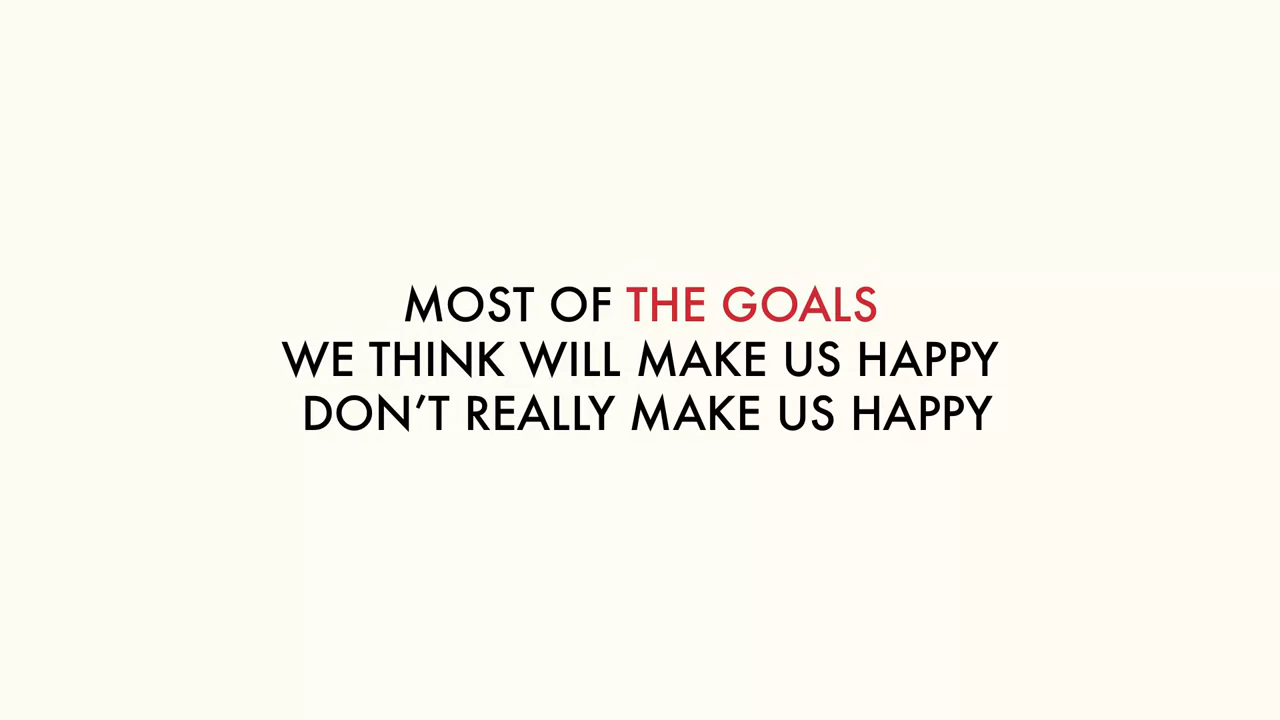 MOST OF THE GOALS
WE THINK WILL MAKE US HAPPY
DON’T REALLY MAKE US HAPPY